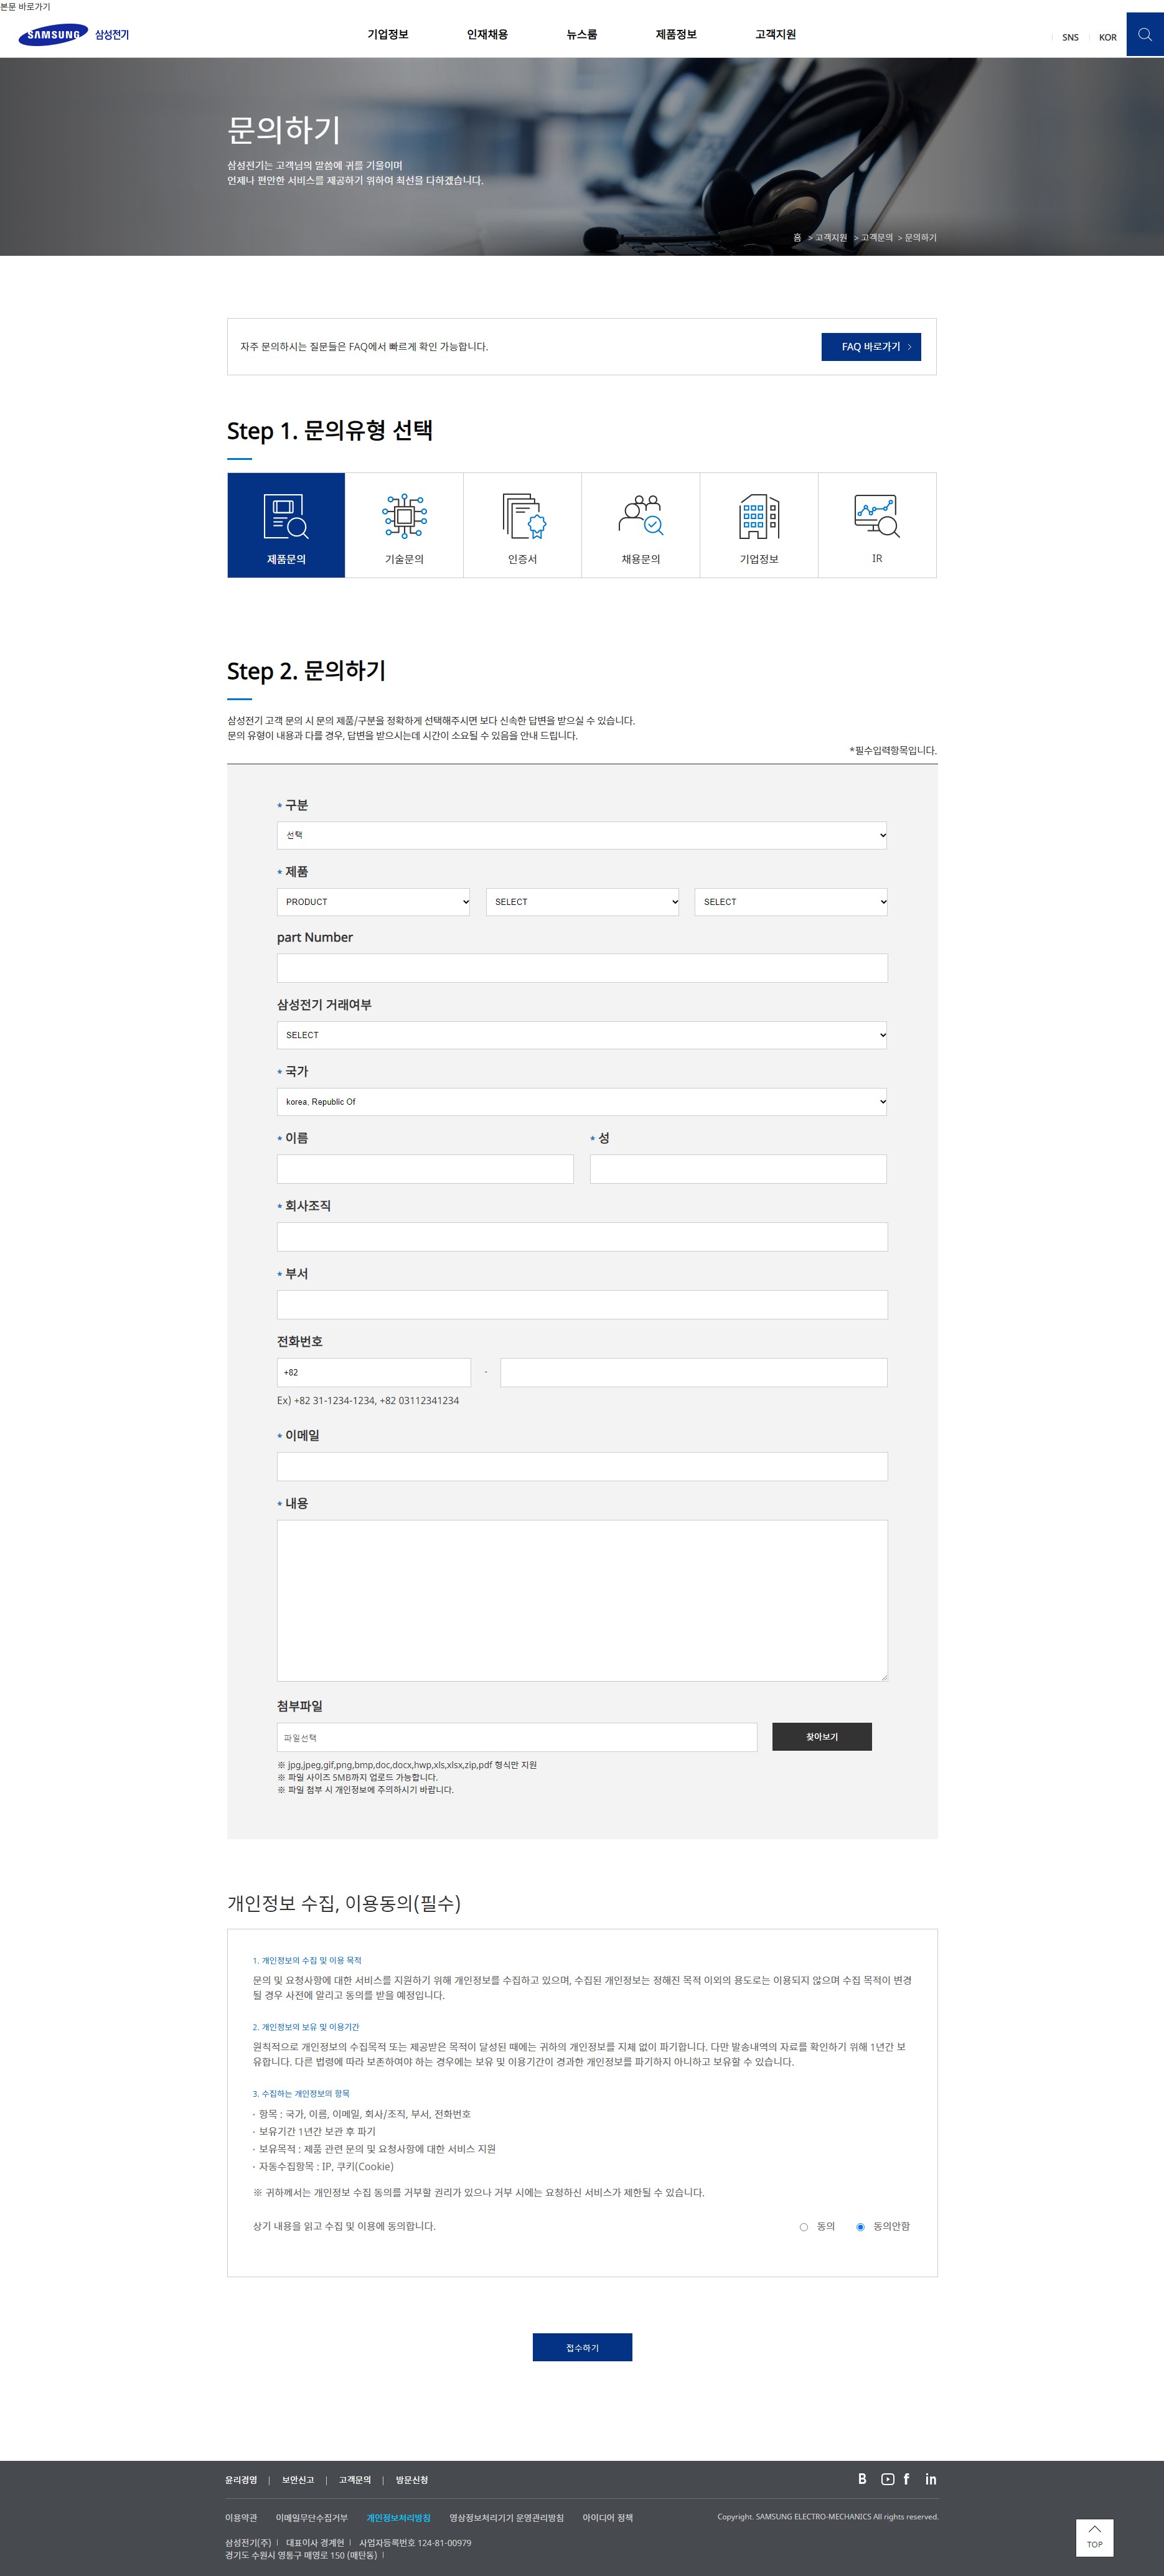 본문 바로가기
SAMSUNG 삼성전기
기업정보 인재채용 뉴스룸 제품정보 고객지원
SNS KOR
문의하기
삼성전기는 고객님의 말씀에 귀를 기울이며
언제나 편안한 서비스를 제공하기 위하여 최선을 다하겠습니다.
홈 > 고객지원 > 고객문의 > 문의하기
자주 문의하시는 질문들은 FAQ에서 빠르게 확인 가능합니다.
FAQ 바로가기 >
Step 1. 문의유형 선택
제품문의 기술문의 인증서 채용문의 기업정보 IR
Step 2. 문의하기
삼성전기 고객 문의 시 문의 제품/구분을 정확하게 선택해주시면 보다 신속한 답변을 받으실 수 있습니다.
문의 유형이 내용과 다를 경우, 답변을 받으시는데 시간이 소요될 수 있음을 안내 드립니다.
*필수입력항목입니다.
* 구분
선택
* 제품
PRODUCT SELECT SELECT
part Number
삼성전기 거래여부
SELECT
* 국가
korea, Republic Of
* 이름 * 성
* 회사조직
* 부서
전화번호
+82 -
Ex) +82 31-1234-1234, +82 03112341234
* 이메일
* 내용
첨부파일
파일선택 찾아보기
※ jpg,jpeg,gif,png,bmp,doc,docx,hwp,xls,xlsx,zip,pdf 형식만 지원
※ 파일 사이즈 5MB까지 업로드 가능합니다.
※ 파일 첨부 시 개인정보에 주의하시기 바랍니다.
개인정보 수집, 이용동의(필수)
1. 개인정보의 수집 및 이용 목적
문의 및 요청사항에 대한 서비스를 지원하기 위해 개인정보를 수집하고 있으며, 수집된 개인정보는 정해진 목적 이외의 용도로는 이용되지 않으며 수집 목적이 변경
될 경우 사전에 알리고 동의를 받을 예정입니다.
2. 개인정보의 보유 및 이용기간
원칙적으로 개인정보의 수집목적 또는 제공받은 목적이 달성된 때에는 귀하의 개인정보를 지체 없이 파기합니다. 다만 발송내역의 자료를 확인하기 위해 1년간 보
유합니다. 다른 법령에 따라 보존하여야 하는 경우에는 보유 및 이용기간이 경과한 개인정보를 파기하지 아니하고 보유할 수 있습니다.
3. 수집하는 개인정보의 항목
· 항목 : 국가, 이름, 이메일, 회사/조직, 부서, 전화번호
· 보유기간 1년간 보관 후 파기
· 보유목적 : 제품 관련 문의 및 요청사항에 대한 서비스 지원
· 자동수집항목 : IP, 쿠키(Cookie)
※ 귀하께서는 개인정보 수집 동의를 거부할 권리가 있으나 거부 시에는 요청하신 서비스가 제한될 수 있습니다.
상기 내용을 읽고 수집 및 이용에 동의합니다. 동의 동의안함
접수하기
윤리경영 | 보안신고 | 고객문의 | 방문신청
B f in
이용약관 이메일무단수집거부 개인정보처리방침 영상정보처리기기 운영관리방침 아이디어 정책
Copyright. SAMSUNG ELECTRO-MECHANICS All rights reserved.
삼성전기(주) | 대표이사 경계현 | 사업자등록번호 124-81-00979
경기도 수원시 영통구 매영로 150 (매탄동) |
TOP